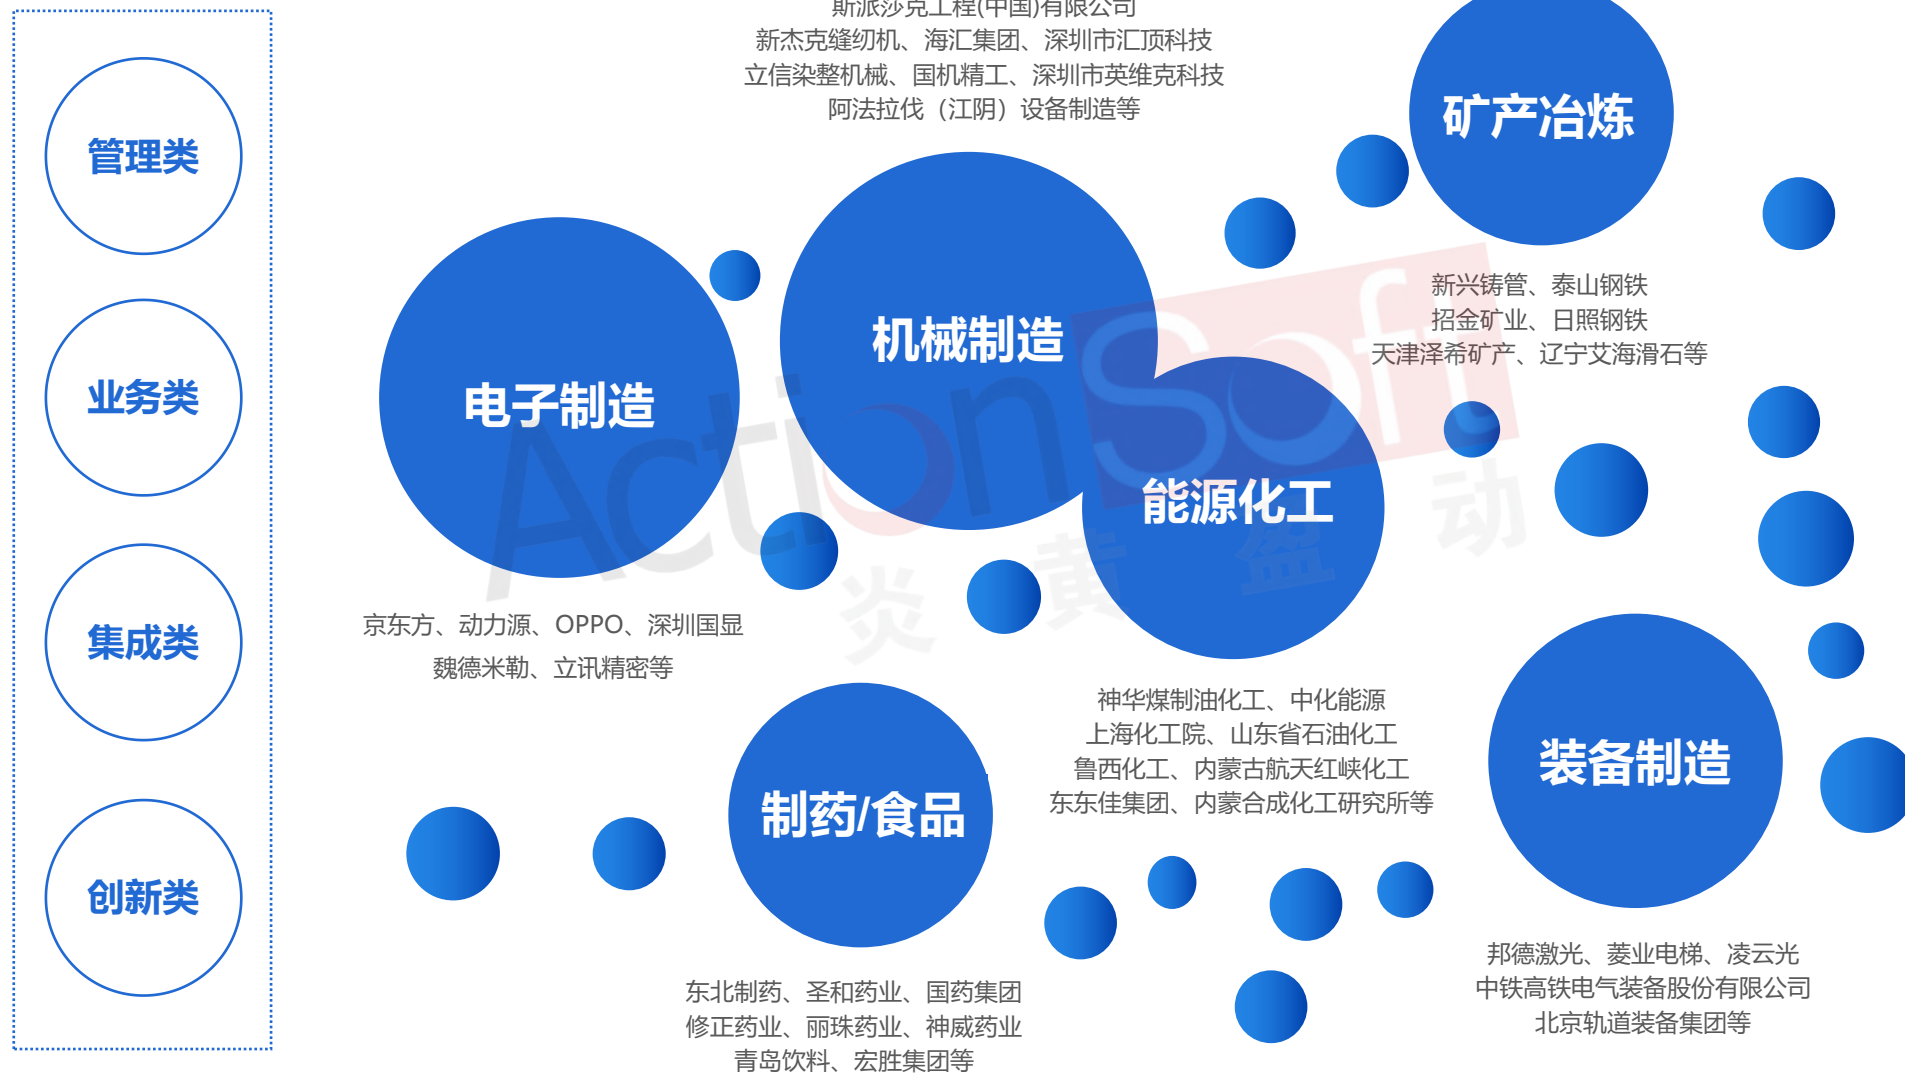 管理类
业务类
集成类
创新类
斯派莎克工程(中国)有限公司
新杰克缝纫机、海汇集团、深圳市汇顶科技
立信染整机械、国机精工、深圳市英维克科技
阿法拉伐（江阴）设备制造等
机械制造
矿产冶炼
新兴铸管、泰山钢铁
招金矿业、日照钢铁
天津泽希矿产、辽宁艾海滑石等
电子制造
京东方、动力源、OPPO、深圳国显
魏德米勒、立讯精密等
能源化工
神华煤制油化工、中化能源
上海化工院、山东省石油化工
鲁西化工、内蒙古航天红峡化工
东东佳集团、内蒙合成化工研究所等
制药/食品
东北制药、圣和药业、国药集团
修正药业、丽珠药业、神威药业
青岛饮料、宏胜集团等
装备制造
邦德激光、菱业电梯、凌云光
中铁高铁电气装备股份有限公司
北京轨道装备集团等
ActionSoft
炎黄盈动